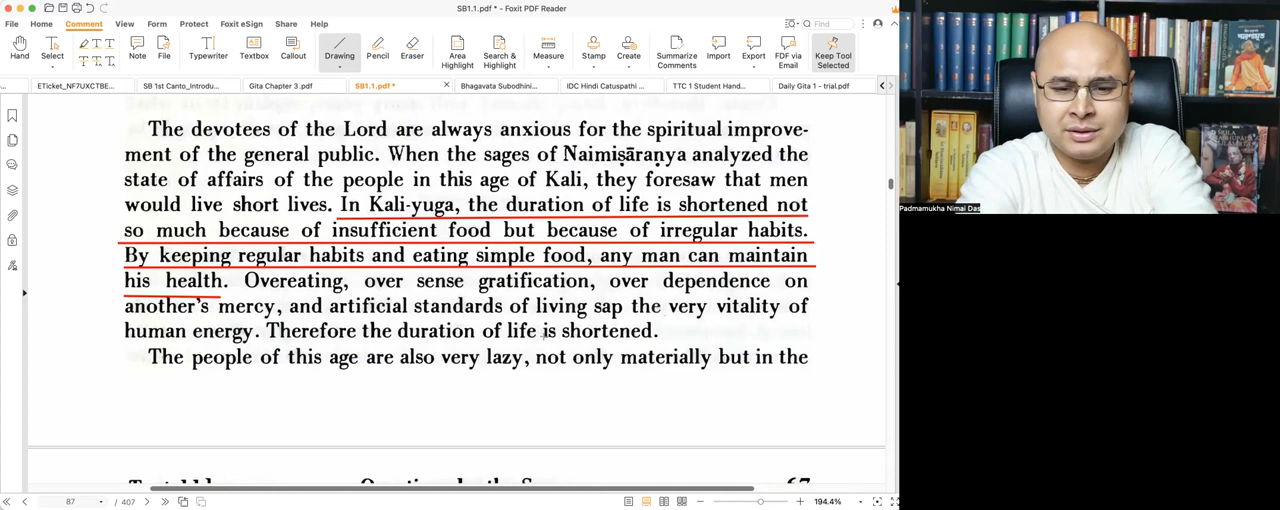 SB1.1.pdf * - Foxit PDF Reader
File Home Comment View Form Protect Foxit eSign Share Help
Find
Hand Select Note File Typewriter Textbox Callout Drawing Pencil Eraser Area Highlight Search & Highlight Measure Stamp Create Summarize Comments Import Export FDF via Email Keep Tool Selected
ETicket_NF7UXCTBE... SB 1st Canto_Introdu... Gita Chapter 3.pdf SB1.1.pdf * Bhagavata Subodhini... IDC Hindi Catuspathi ... TTC 1 Student Hand... Daily Gita 1 - trial.pdf
The devotees of the Lord are always anxious for the spiritual improve-
ment of the general public. When the sages of Naimiṣāraṇya analyzed the
state of affairs of the people in this age of Kali, they foresaw that men
would live short lives. In Kali-yuga, the duration of life is shortened not
so much because of insufficient food but because of irregular habits.
By keeping regular habits and eating simple food, any man can maintain
his health. Overeating, over sense gratification, over dependence on
another's mercy, and artificial standards of living sap the very vitality of
human energy. Therefore the duration of life is shortened.
The people of this age are also very lazy, not only materially but in the
87 / 407
194.4%
Padmamukha Nimai Das